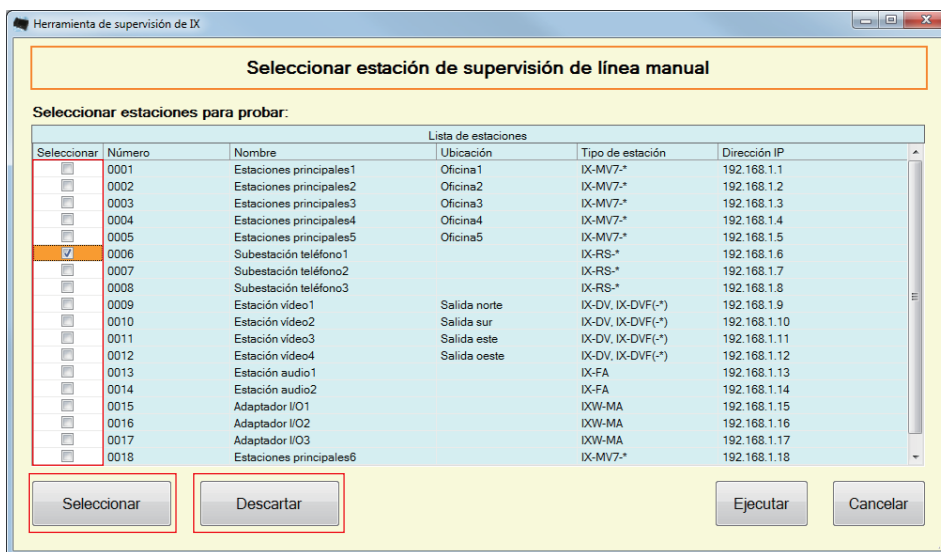 Herramienta de supervisión de IX
Seleccionar estación de supervisión de línea manual
Seleccionar estaciones para probar:
Lista de estaciones
Seleccionar Número Nombre Ubicación Tipo de estación Dirección IP
0001 Estaciones principales1 Oficina1 IX-MV7-* 192.168.1.1
0002 Estaciones principales2 Oficina2 IX-MV7-* 192.168.1.2
0003 Estaciones principales3 Oficina3 IX-MV7-* 192.168.1.3
0004 Estaciones principales4 Oficina4 IX-MV7-* 192.168.1.4
0005 Estaciones principales5 Oficina5 IX-MV7-* 192.168.1.5
0006 Subestación teléfono1 IX-RS-* 192.168.1.6
0007 Subestación teléfono2 IX-RS-* 192.168.1.7
0008 Subestación teléfono3 IX-RS-* 192.168.1.8
0009 Estación vídeo1 Salida norte IX-DV, IX-DVF(-*) 192.168.1.9
0010 Estación vídeo2 Salida sur IX-DV, IX-DVF(-*) 192.168.1.10
0011 Estación vídeo3 Salida este IX-DV, IX-DVF(-*) 192.168.1.11
0012 Estación vídeo4 Salida oeste IX-DV, IX-DVF(-*) 192.168.1.12
0013 Estación audio1 IX-FA 192.168.1.13
0014 Estación audio2 IX-FA 192.168.1.14
0015 Adaptador I/O1 IXW-MA 192.168.1.15
0016 Adaptador I/O2 IXW-MA 192.168.1.16
0017 Adaptador I/O3 IXW-MA 192.168.1.17
0018 Estaciones principales6 IX-MV7-* 192.168.1.18
Seleccionar Descartar Ejecutar Cancelar